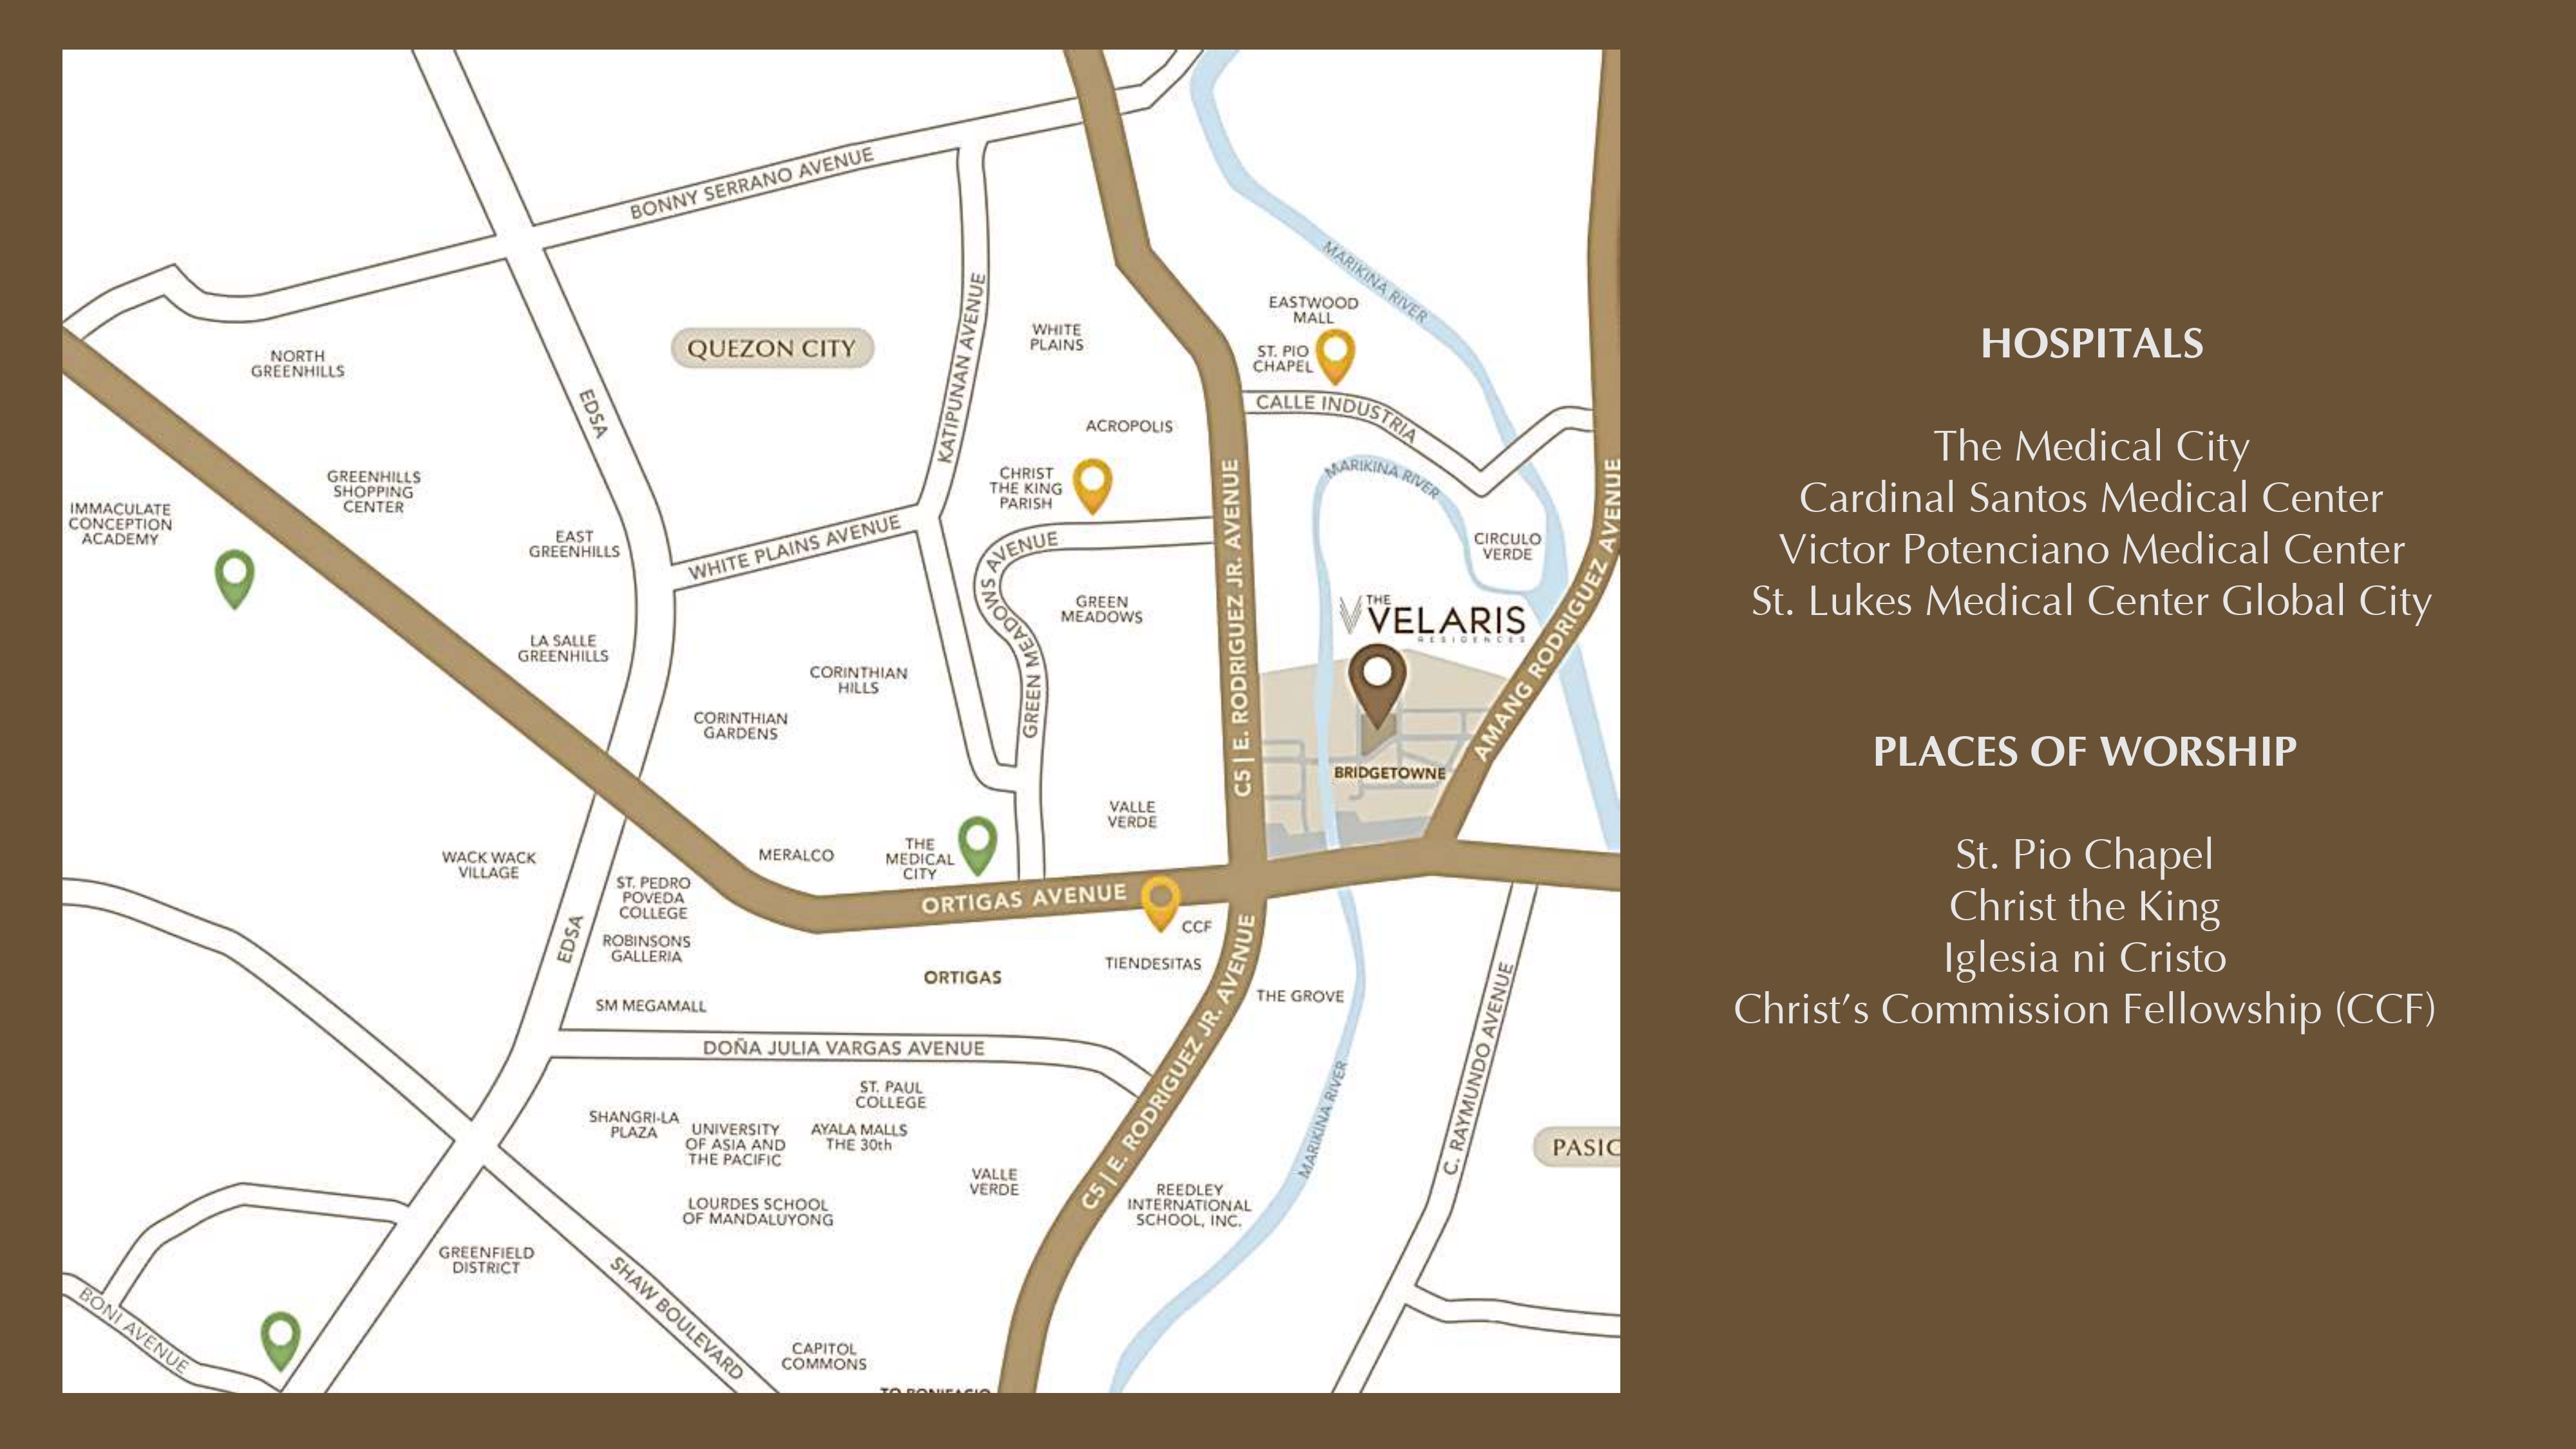 BONNY SERRANO AVENUE
MARIKINA RIVER
EASTWOOD
MALL
ST. PIO
CHAPEL
CALLE INDUSTRIA
WHITE
PLAINS
QUEZON CITY
NORTH
GREENHILLS
EDSA
KATIPUNAN AVENUE
ACROPOLIS
CHRIST
THE KING
PARISH
MARIKINA RIVER
GREENHILLS
SHOPPING
CENTER
IMMACULATE
CONCEPTION
ACADEMY
EAST
GREENHILLS
WHITE PLAINS AVENUE
GREEN MEADOWS AVENUE
C5 | E. RODRIGUEZ JR. AVENUE
CIRCULO
VERDE
AMANG RODRIGUEZ AVENUE
GREEN
MEADOWS
THE
VELARIS
RESIDENCES
LA SALLE
GREENHILLS
CORINTHIAN
HILLS
CORINTHIAN
GARDENS
BRIDGETOWNE
VALLE
VERDE
MERALCO
THE
MEDICAL
CITY
WACK WACK
VILLAGE
ST. PEDRO
POVEDA
COLLEGE
ORTIGAS AVENUE
CCF
EDSA
ROBINSONS
GALLERIA
ORTIGAS
TIENDESITAS
THE GROVE
SM MEGAMALL
DOÑA JULIA VARGAS AVENUE
C5 | E. RODRIGUEZ JR. AVENUE
MARIKINA RIVER
C. RAYMUNDO AVENUE
ST. PAUL
COLLEGE
SHANGRI-LA
PLAZA
UNIVERSITY
OF ASIA AND
THE PACIFIC
AYALA MALLS
THE 30th
PASIG
VALLE
VERDE
REEDLEY
INTERNATIONAL
SCHOOL, INC.
LOURDES SCHOOL
OF MANDALUYONG
GREENFIELD
DISTRICT
SHAW BOULEVARD
BONI AVENUE
CAPITOL
COMMONS
TO BONIFACIO
HOSPITALS
The Medical City
Cardinal Santos Medical Center
Victor Potenciano Medical Center
St. Lukes Medical Center Global City
PLACES OF WORSHIP
St. Pio Chapel
Christ the King
Iglesia ni Cristo
Christ’s Commission Fellowship (CCF)